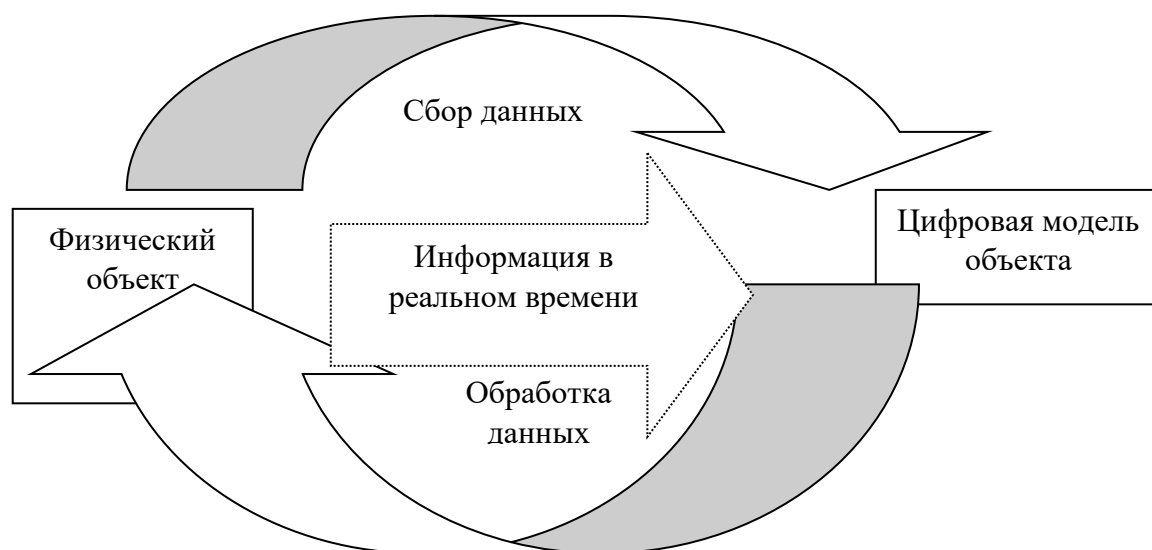 Сбор данных
Физический
объект
Информация в
реальном времени
Цифровая модель
объекта
Обработка
данных